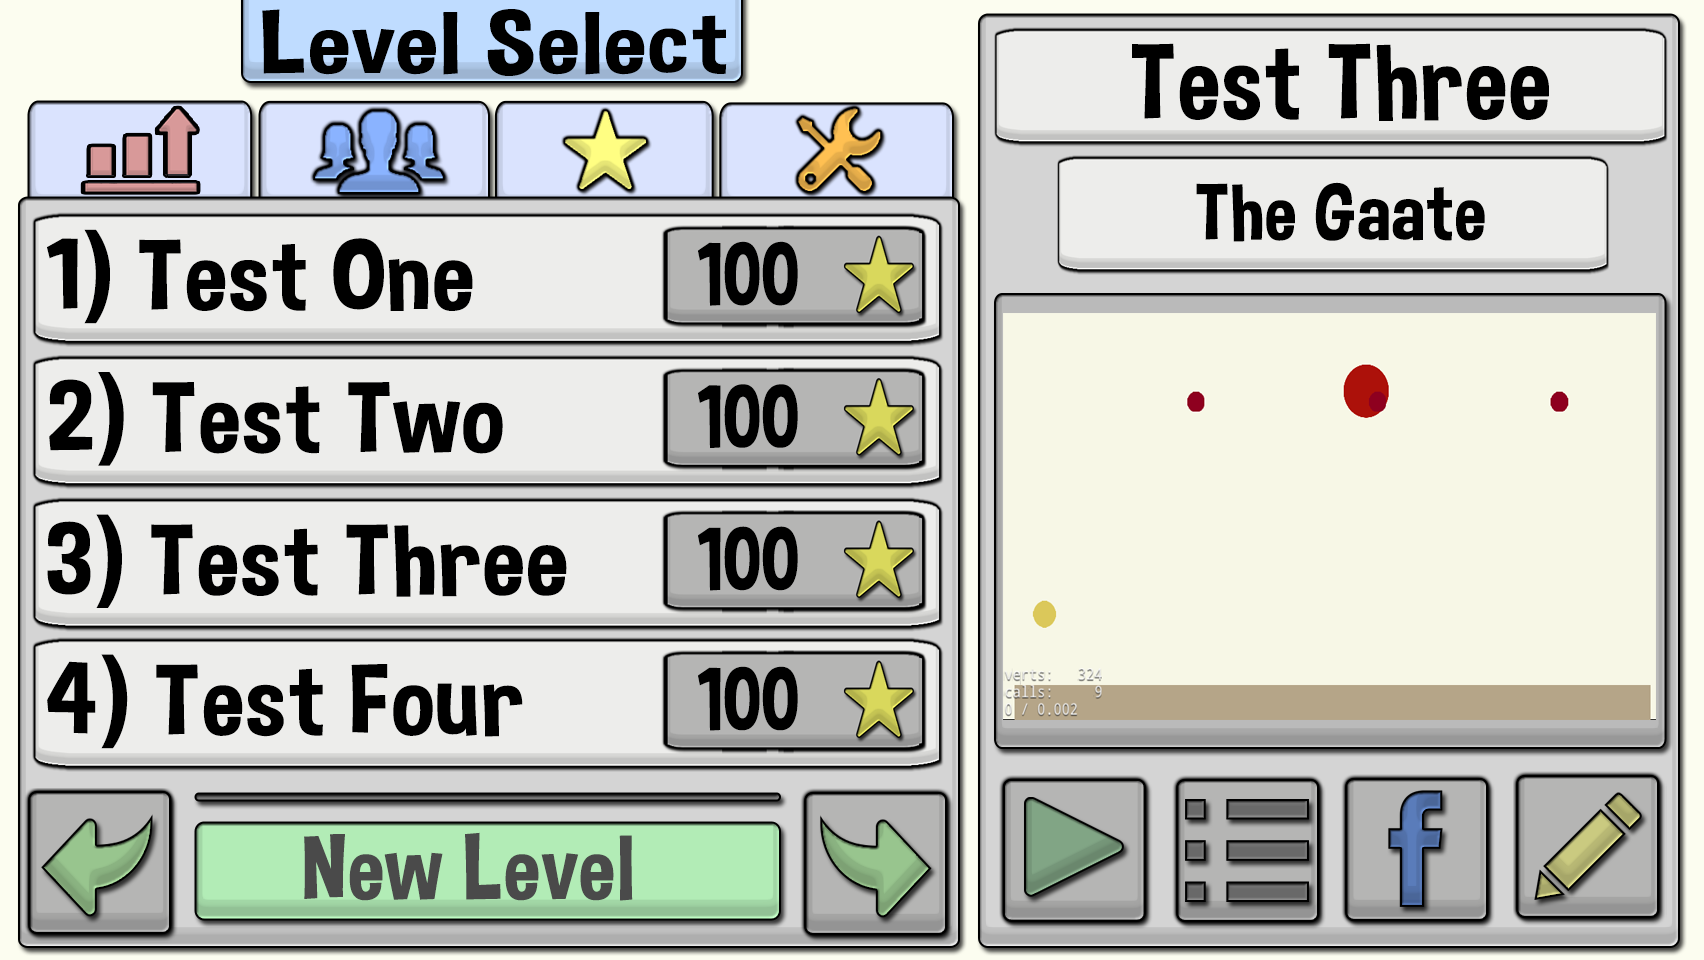 Level Select
1) Test One 100
2) Test Two 100
3) Test Three 100
4) Test Four 100
New Level
Test Three
The Gaate
verts: 324
calls: 9
0 / 0.002
f